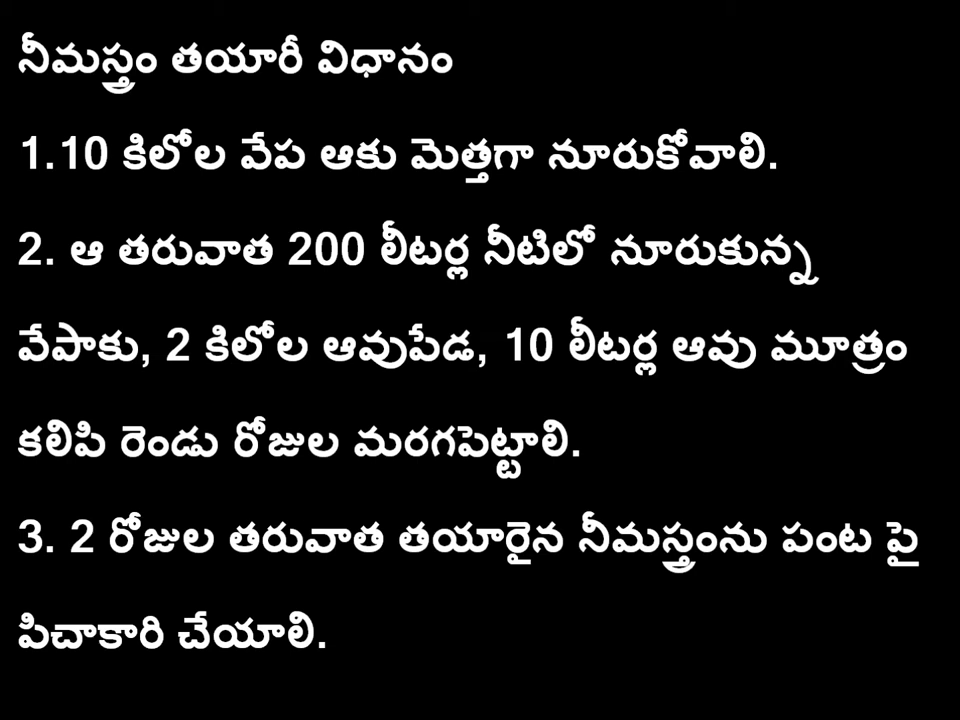 నీమస్త్రం తయారీ విధానం
1.10 కిలోల వేప ఆకు మెత్తగా నూరుకోవాలి.
2. ఆ తరువాత 200 లీటర్ల నీటిలో నూరుకున్న
వేపాకు, 2 కిలోల ఆవుపేడ, 10 లీటర్ల ఆవు మూత్రం
కలిపి రెండు రోజుల మరగపెట్టాలి.
3. 2 రోజుల తరువాత తయారైన నీమస్త్రంను పంట పై
పిచాకారి చేయాలి.